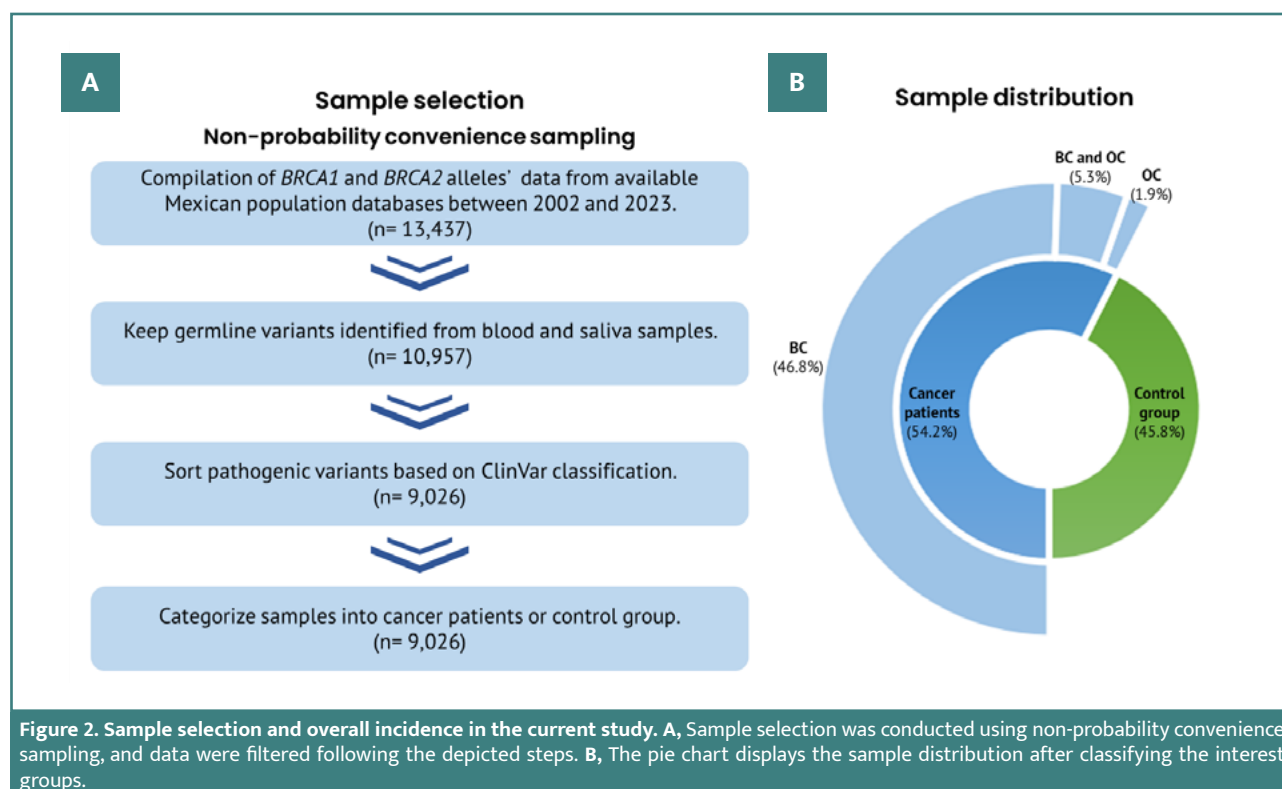 A
Sample selection
Non-probability convenience sampling
Compilation of BRCA1 and BRCA2 alleles' data from available
Mexican population databases between 2002 and 2023.
(n= 13,437)
Keep germline variants identified from blood and saliva samples.
(n= 10,957)
Sort pathogenic variants based on ClinVar classification.
(n= 9,026)
Categorize samples into cancer patients or control group.
(n= 9,026)
B
Sample distribution
BC and OC
(5.3%)
OC
(1.9%)
BC
(46.8%)
Cancer
patients
(54.2%)
Control
group
(45.8%)
Figure 2. Sample selection and overall incidence in the current study. A, Sample selection was conducted using non-probability convenience
sampling, and data were filtered following the depicted steps. B, The pie chart displays the sample distribution after classifying the interest
groups.